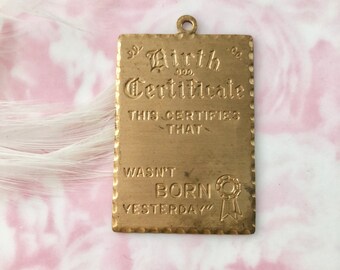 Birth
Certificate
THIS CERTIFIES
THAT
WASN'T
BORN
YESTERDAY"